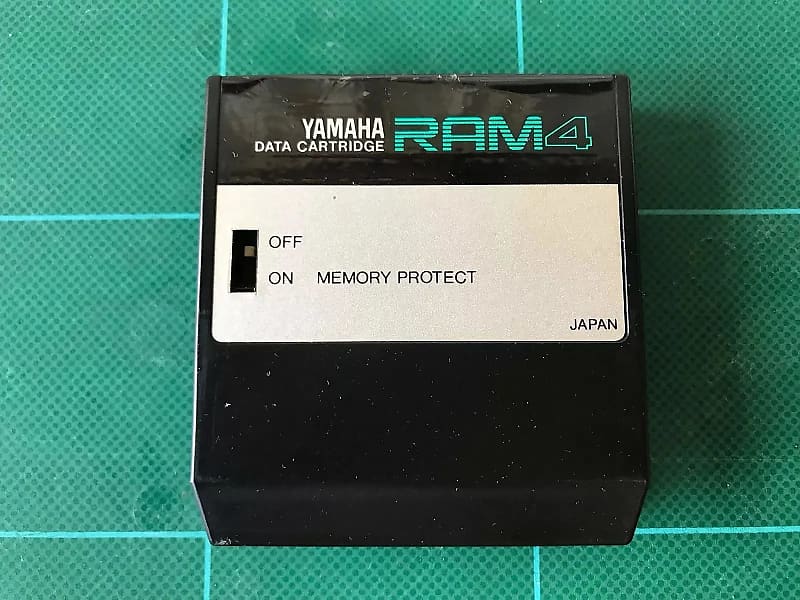 YAMAHA
DATA CARTRIDGE RAM4
OFF
ON MEMORY PROTECT
JAPAN